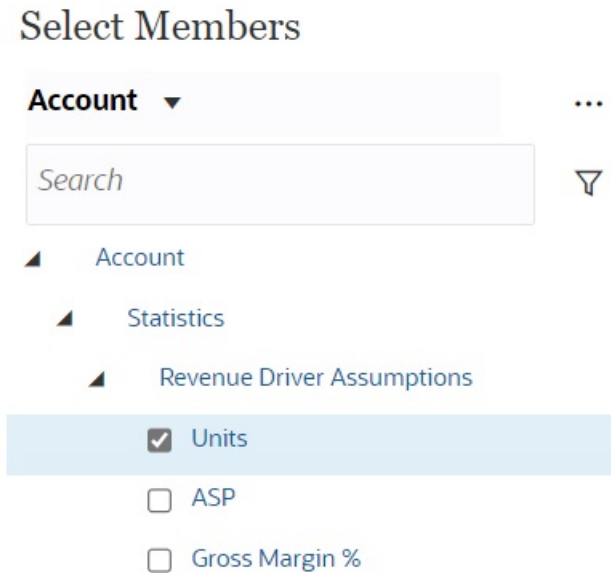 Select Members
Account
...
Search
Account
Statistics
Revenue Driver Assumptions
Units
ASP
Gross Margin %